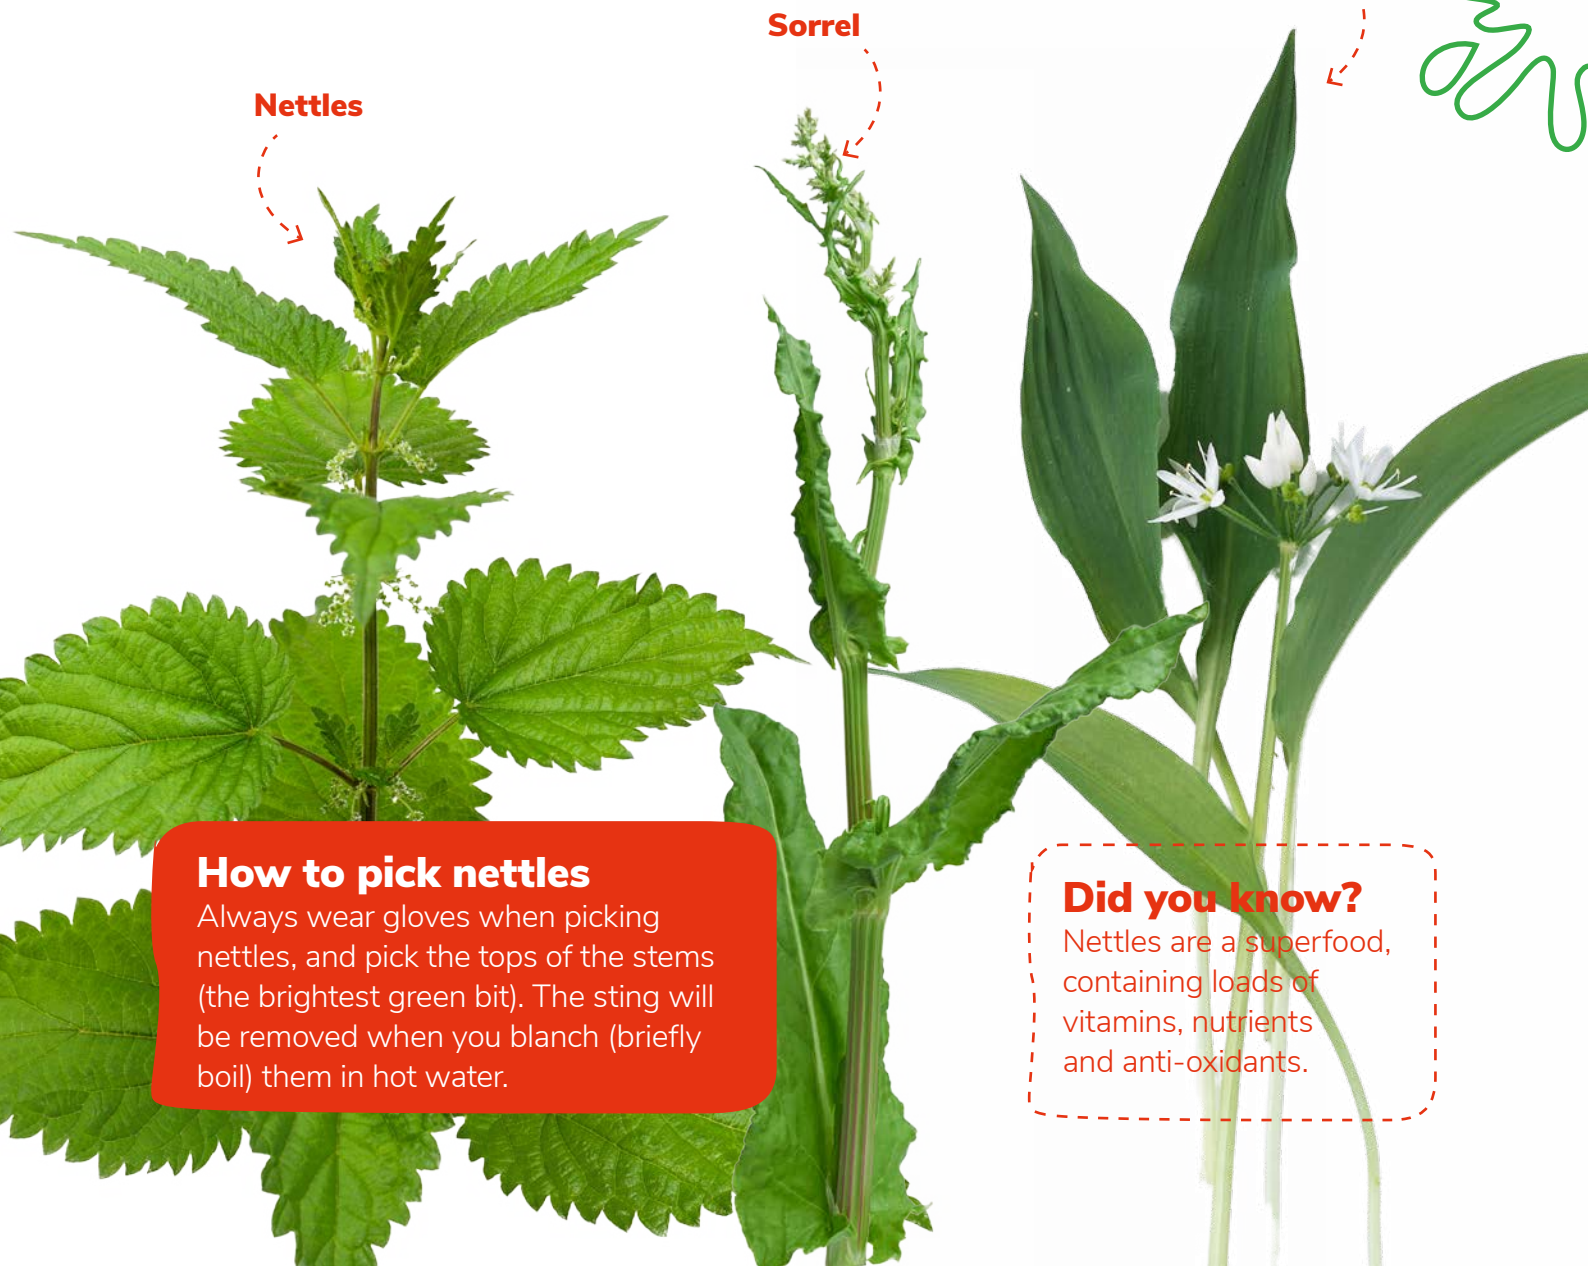 Sorrel
Nettles
How to pick nettles
Always wear gloves when picking
nettles, and pick the tops of the stems
(the brightest green bit). The sting will
be removed when you blanch (briefly
boil) them in hot water.
Did you know?
Nettles are a superfood,
containing loads of
vitamins, nutrients
and anti-oxidants.